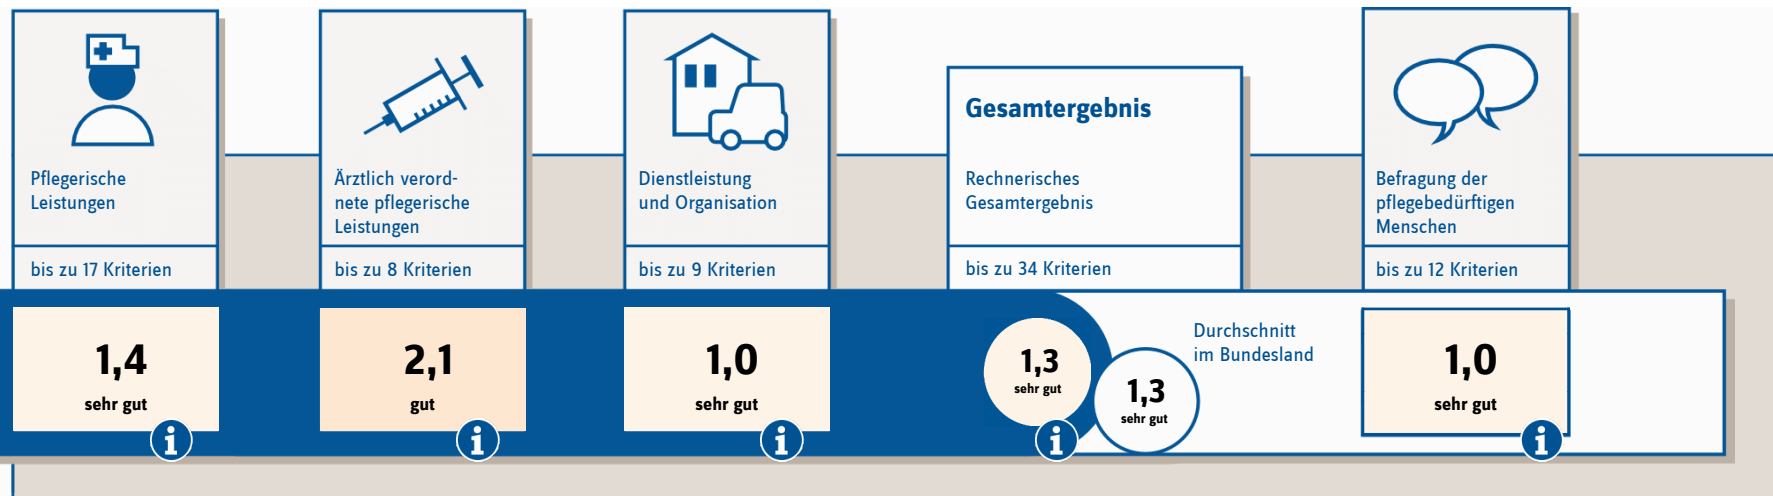 Pflegerische
Leistungen
bis zu 17 Kriterien
1,4
sehr gut
i
Ärztlich verord-
nete pflegerische
Leistungen
bis zu 8 Kriterien
2,1
gut
i
Dienstleistung
und Organisation
bis zu 9 Kriterien
1,0
sehr gut
i
Gesamtergebnis
Rechnerisches
Gesamtergebnis
bis zu 34 Kriterien
1,3
sehr gut
i
1,3
sehr gut
Durchschnitt
im Bundesland
Befragung der
pflegebedürftigen
Menschen
bis zu 12 Kriterien
1,0
sehr gut
i